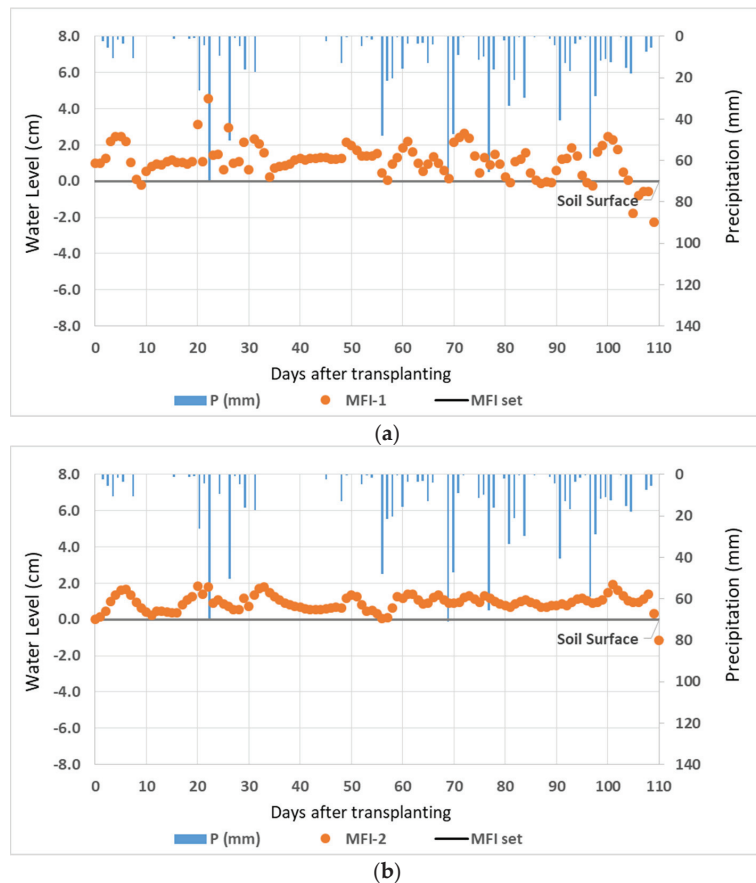 8.0
6.0
4.0
2.0
0.0
-2.0
-4.0
-6.0
-8.0
Water Level (cm)
0
20
40
60
80
100
120
140
Precipitation (mm)
Soil Surface
0 10 20 30 40 50 60 70 80 90 100 110
Days after transplanting
P (mm) MFI-1 MFI set
(a)
8.0
6.0
4.0
2.0
0.0
-2.0
-4.0
-6.0
-8.0
Water Level (cm)
0
20
40
60
80
100
120
140
Precipitation (mm)
Soil Surface
0 10 20 30 40 50 60 70 80 90 100 110
Days after transplanting
P (mm) MFI-2 MFI set
(b)